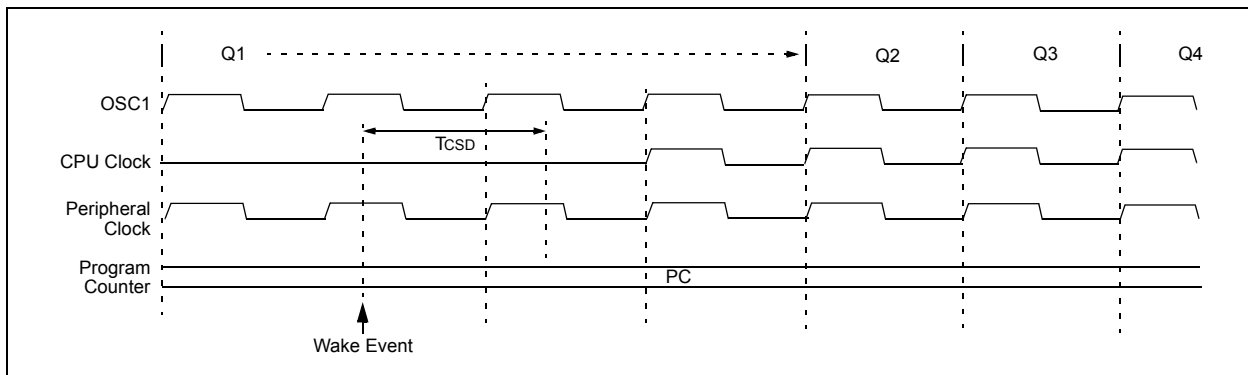 Q1
Q2
Q3
Q4
OSC1
TCSD
CPU Clock
Peripheral
Clock
Program
Counter
PC
Wake Event